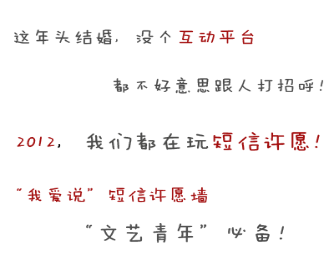 这年头结婚，没个互动平台
都不好意思跟人打招呼！
2012，我们都在玩短信许愿！
“我爱说”短信许愿墙
“文艺青年”必备！